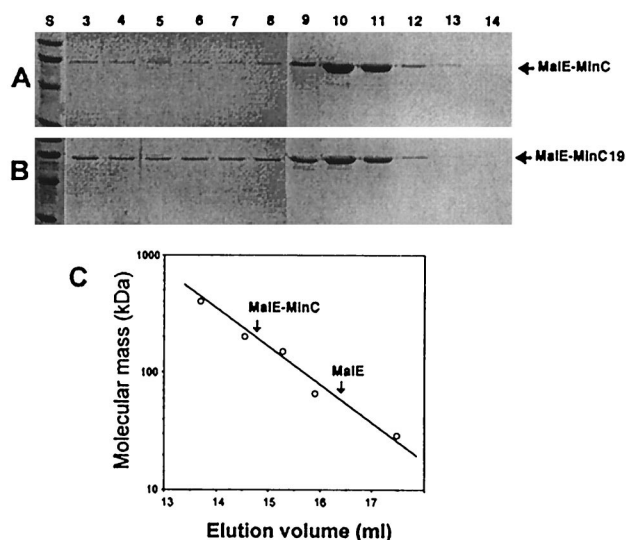 S 3 4 5 6 7 8 9 10 11 12 13 14
A
MalE-MinC
B
MalE-MinC19
C
1000
100
10
MalE-MinC
MalE
13 14 15 16 17
Molecular mass (kDa)
Elution volume (ml)